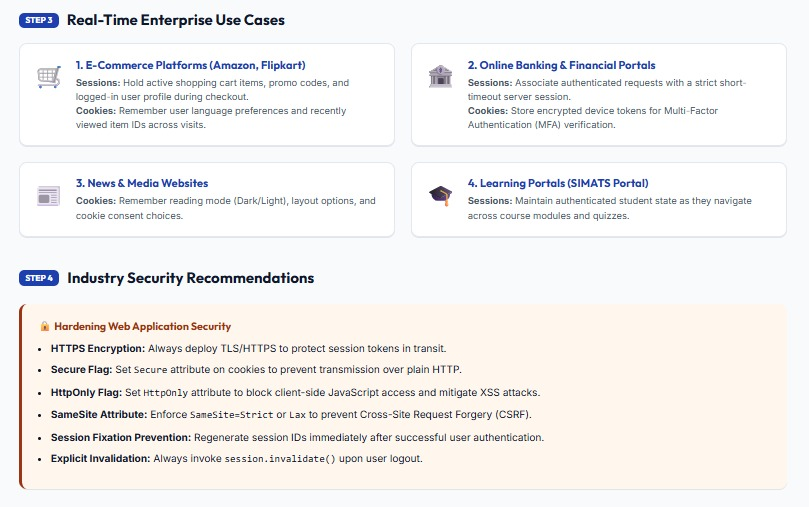 STEP 3 Real-Time Enterprise Use Cases
1. E-Commerce Platforms (Amazon, Flipkart)
Sessions: Hold active shopping cart items, promo codes, and
logged-in user profile during checkout.
Cookies: Remember user language preferences and recently
viewed item IDs across visits.
2. Online Banking & Financial Portals
Sessions: Associate authenticated requests with a strict short-
timeout server session.
Cookies: Store encrypted device tokens for Multi-Factor
Authentication (MFA) verification.
3. News & Media Websites
Cookies: Remember reading mode (Dark/Light), layout options, and
cookie consent choices.
4. Learning Portals (SIMATS Portal)
Sessions: Maintain authenticated student state as they navigate
across course modules and quizzes.
STEP 4 Industry Security Recommendations
Hardening Web Application Security
• HTTPS Encryption: Always deploy TLS/HTTPS to protect session tokens in transit.
• Secure Flag: Set Secure attribute on cookies to prevent transmission over plain HTTP.
• HttpOnly Flag: Set HttpOnly attribute to block client-side JavaScript access and mitigate XSS attacks.
• SameSite Attribute: Enforce SameSite=Strict or Lax to prevent Cross-Site Request Forgery (CSRF).
• Session Fixation Prevention: Regenerate session IDs immediately after successful user authentication.
• Explicit Invalidation: Always invoke session.invalidate() upon user logout.